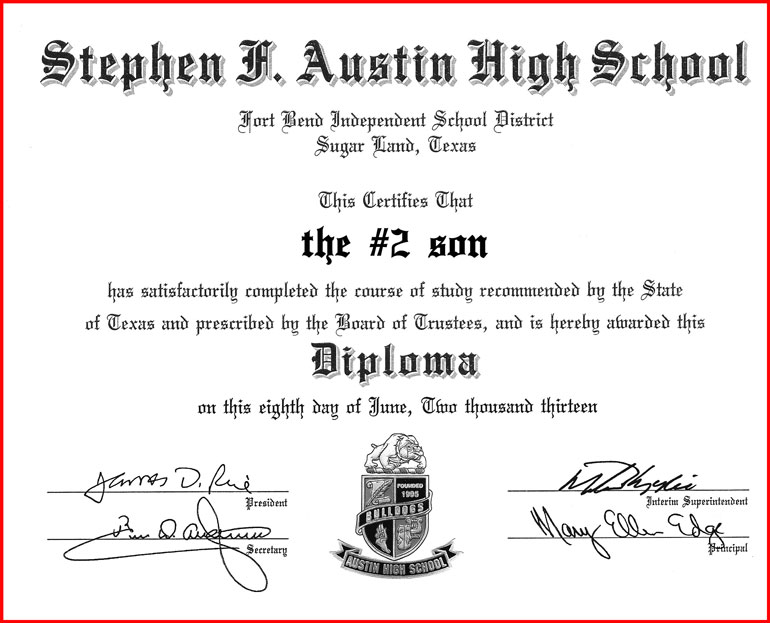 Stephen F. Austin High School
Fort Bend Independent School District
Sugar Land, Texas
This Certifies That
the #2 son
has satisfactorily completed the course of study recommended by the State
of Texas and prescribed by the Board of Trustees, and is hereby awarded this
Diploma
on this eighth day of June, Two thousand thirteen
James D. Rice
President
Secretary
FOUNDED
1995
BULLDOGS
AUSTIN HIGH SCHOOL
Interim Superintendent
Mary Ellen Edge
Principal